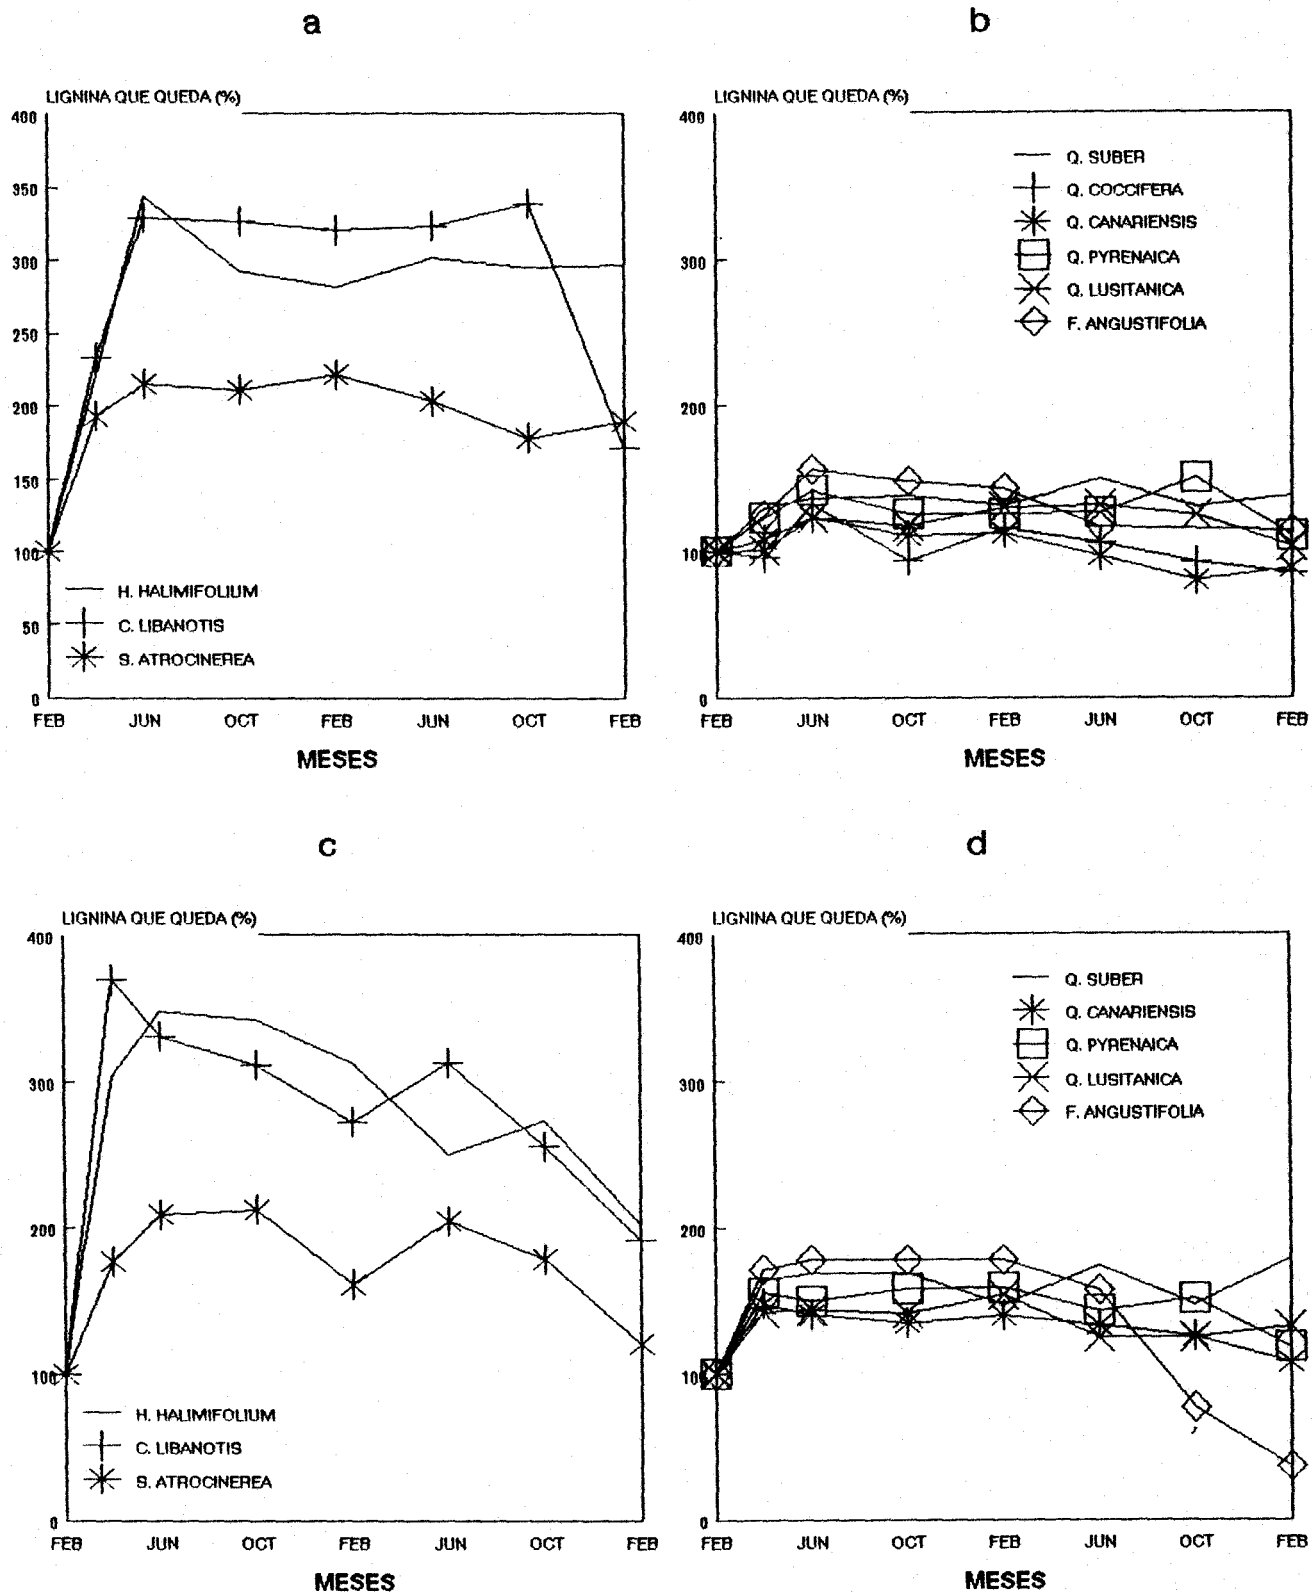 a
LIGNINA QUE QUEDA (%)
400
350
300
250
200
150
100
50
0
H. HALIMIFOLIUM
C. LIBANOTIS
S. ATROCINEREA
FEB JUN OCT FEB JUN OCT FEB
MESES
b
LIGNINA QUE QUEDA (%)
400
300
200
100
0
Q. SUBER
Q. COCCIFERA
Q. CANARIENSIS
Q. PYRENAICA
Q. LUSITANICA
F. ANGUSTIFOLIA
FEB JUN OCT FEB JUN OCT FEB
MESES
c
LIGNINA QUE QUEDA (%)
400
300
200
100
0
H. HALIMIFOLIUM
C. LIBANOTIS
S. ATROCINEREA
FEB JUN OCT FEB JUN OCT FEB
MESES
d
LIGNINA QUE QUEDA (%)
400
300
200
100
0
Q. SUBER
Q. CANARIENSIS
Q. PYRENAICA
Q. LUSITANICA
F. ANGUSTIFOLIA
FEB JUN OCT FEB JUN OCT FEB
MESES